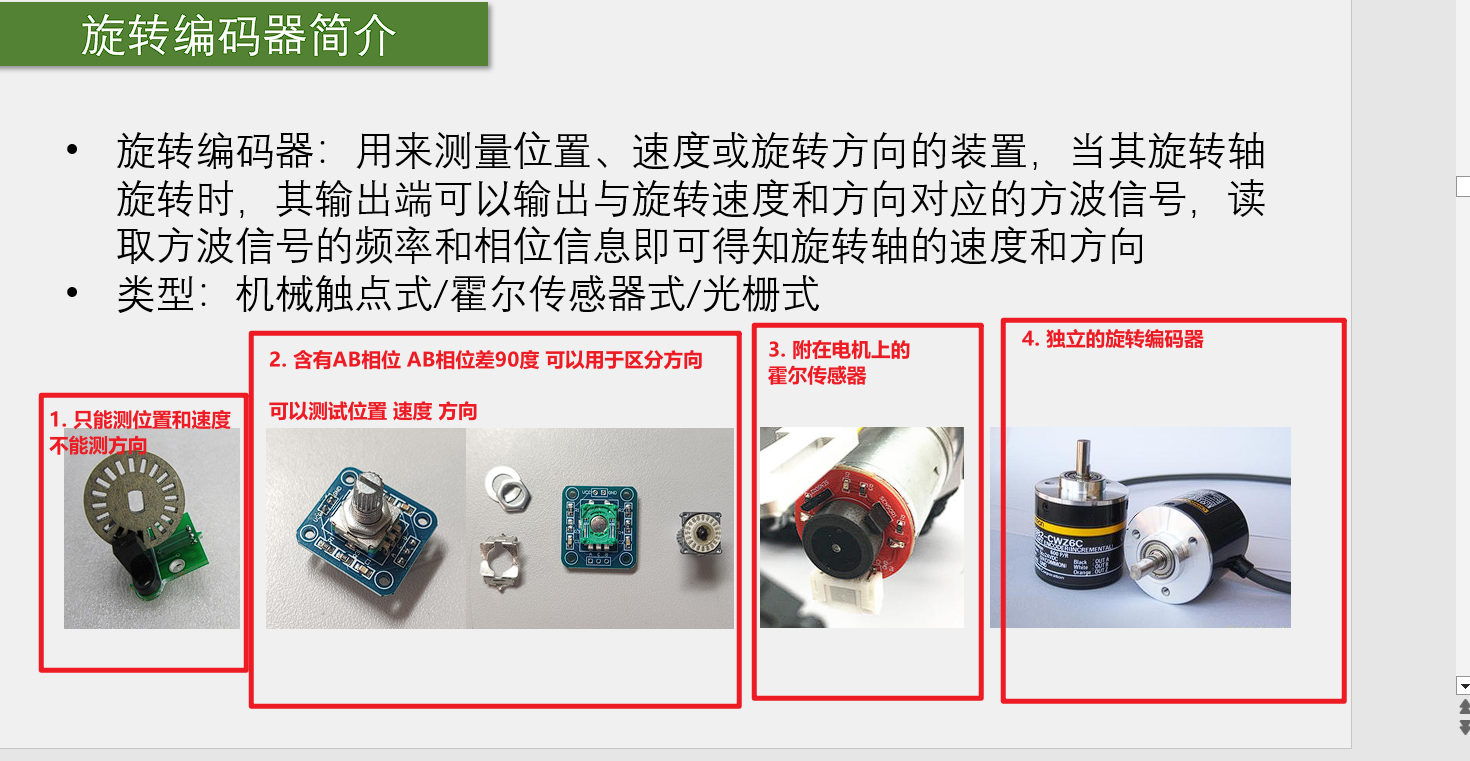 旋转编码器简介
• 旋转编码器：用来测量位置、速度或旋转方向的装置，当其旋转轴
旋转时，其输出端可以输出与旋转速度和方向对应的方波信号，读
取方波信号的频率和相位信息即可得知旋转轴的速度和方向
• 类型：机械触点式/霍尔传感器式/光栅式
1. 只能测位置和速度
不能测方向
2. 含有AB相位 AB相位差90度 可以用于区分方向
可以测试位置 速度 方向
3. 附在电机上的
霍尔传感器
4. 独立的旋转编码器
VCC
GND
-CWZ6C
600 P/R
Black OUT A
White OUT B
Orange OUT Z